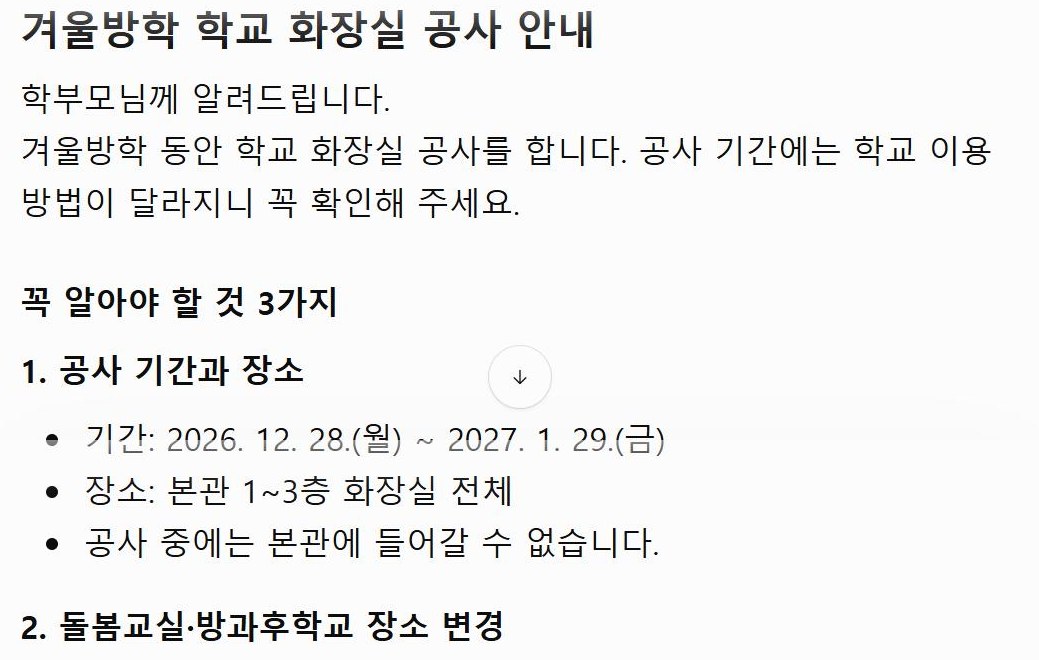 겨울방학 학교 화장실 공사 안내
학부모님께 알려드립니다.
겨울방학 동안 학교 화장실 공사를 합니다. 공사 기간에는 학교 이용
방법이 달라지니 꼭 확인해 주세요.
꼭 알아야 할 것 3가지
1. 공사 기간과 장소
• 기간: 2026. 12. 28.(월) ~ 2027. 1. 29.(금)
• 장소: 본관 1~3층 화장실 전체
• 공사 중에는 본관에 들어갈 수 없습니다.
2. 돌봄교실·방과후학교 장소 변경